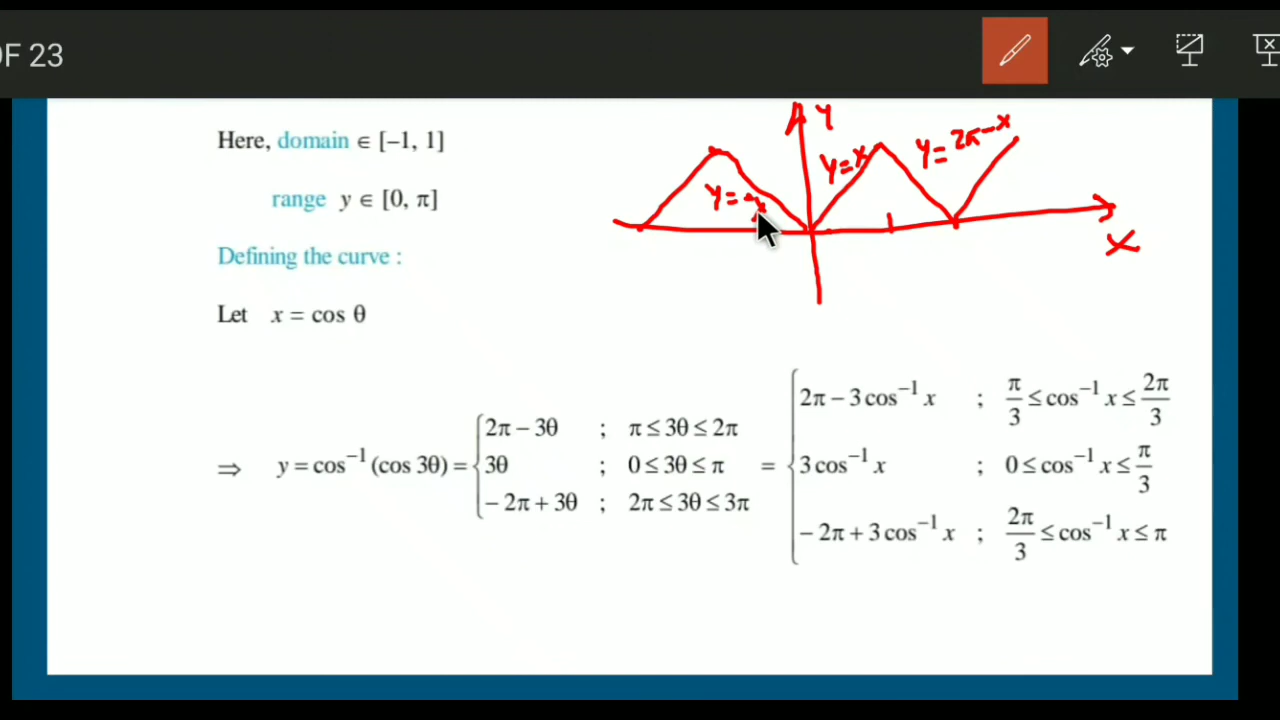 OF 23
Y
y=x
y=2π-x
y=-x
X
Here, domain ∈ [–1, 1]
range y ∈ [0, π]
Defining the curve :
Let x = cos θ
⇒ y = cos⁻¹ (cos 3θ) = { 2π – 3θ ; π ≤ 3θ ≤ 2π
3θ ; 0 ≤ 3θ ≤ π
– 2π + 3θ ; 2π ≤ 3θ ≤ 3π
= { 2π – 3 cos⁻¹ x ; π/3 ≤ cos⁻¹ x ≤ 2π/3
3 cos⁻¹ x ; 0 ≤ cos⁻¹ x ≤ π/3
– 2π + 3 cos⁻¹ x ; 2π/3 ≤ cos⁻¹ x ≤ π